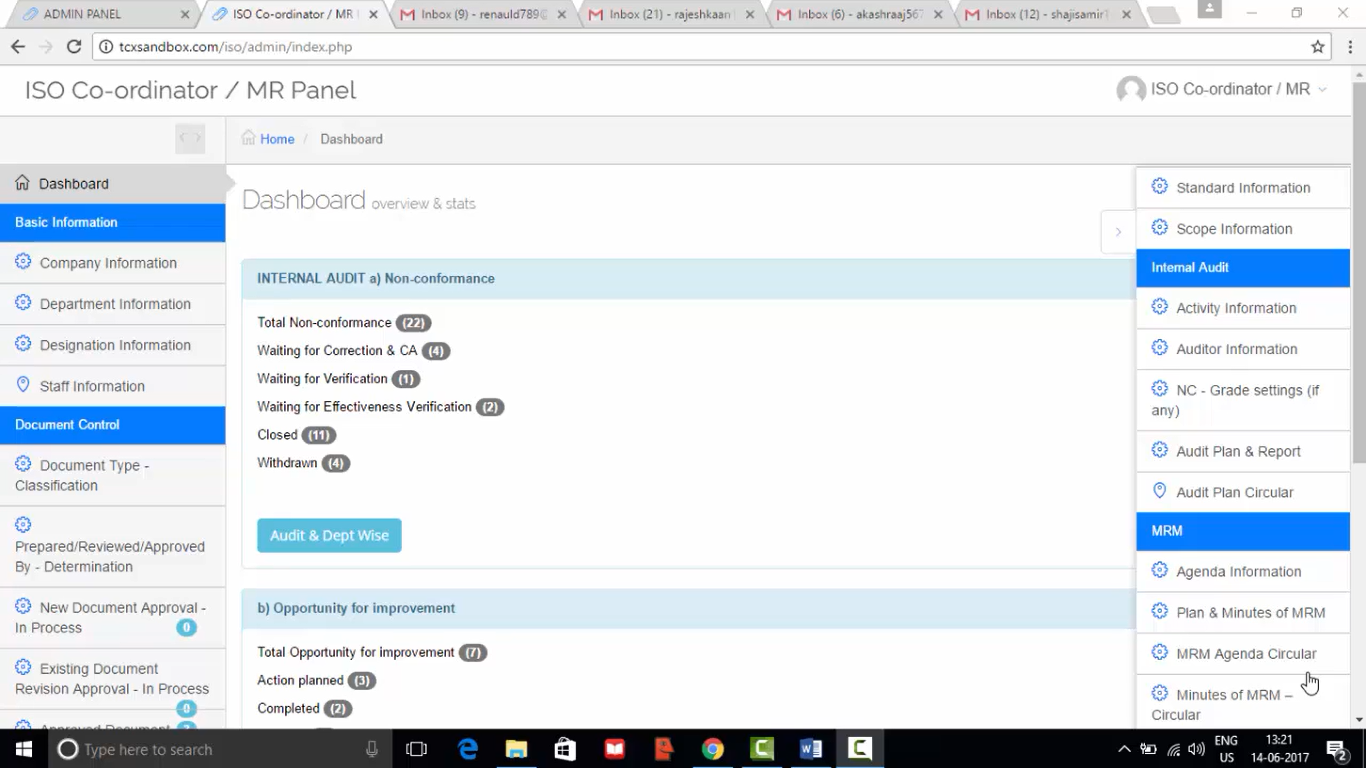 ADMIN PANEL
ISO Co-ordinator / MR
Inbox (9) - renauld789@
Inbox (21) - rajeshkaan
Inbox (6) - akashraaj567
Inbox (12) - shajisamir
tcxsandbox.com/iso/admin/index.php
ISO Co-ordinator / MR Panel
ISO Co-ordinator / MR
Home / Dashboard
Dashboard
Basic Information
Company Information
Department Information
Designation Information
Staff Information
Document Control
Document Type -
Classification
Prepared/Reviewed/Approved
By - Determination
New Document Approval -
In Process 0
Existing Document
Revision Approval - In Process
0
Approved Document
Dashboard overview & stats
INTERNAL AUDIT a) Non-conformance
Total Non-conformance (22)
Waiting for Correction & CA (4)
Waiting for Verification (1)
Waiting for Effectiveness Verification (2)
Closed (11)
Withdrawn (4)
Audit & Dept Wise
b) Opportunity for improvement
Total Opportunity for improvement (7)
Action planned (3)
Completed (2)
Standard Information
Scope Information
Internal Audit
Activity Information
Auditor Information
NC - Grade settings (if
any)
Audit Plan & Report
Audit Plan Circular
MRM
Agenda Information
Plan & Minutes of MRM
MRM Agenda Circular
Minutes of MRM –
Circular
Type here to search
ENG
US
13:21
14-06-2017
2